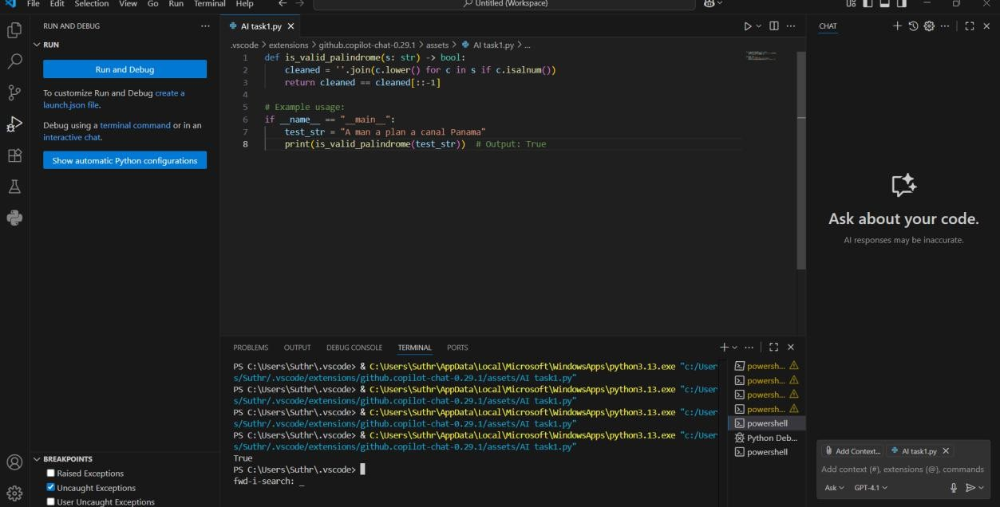 File Edit Selection View Go Run Terminal Help
Untitled (Workspace)
RUN AND DEBUG
RUN
Run and Debug
To customize Run and Debug create a
launch.json file.
Debug using a terminal command or in an
interactive chat.
Show automatic Python configurations
BREAKPOINTS
Raised Exceptions
Uncaught Exceptions
User Uncaught Exceptions
AI task1.py
.vscode > extensions > github.copilot-chat-0.29.1 > assets > AI task1.py > ...
1 def is_valid_palindrome(s: str) -> bool:
2 cleaned = ''.join(c.lower() for c in s if c.isalnum())
3 return cleaned == cleaned[::-1]
4
5 # Example usage:
6 if __name__ == "__main__":
7 test_str = "A man a plan a canal Panama"
8 print(is_valid_palindrome(test_str))  # Output: True
PROBLEMS OUTPUT DEBUG CONSOLE TERMINAL PORTS
PS C:\Users\Suthr\.vscode> & C:\Users\Suthr\AppData\Local\Microsoft\WindowsApps\python3.13.exe "c:/User
s/Suthr/.vscode/extensions/github.copilot-chat-0.29.1/assets/AI task1.py"
PS C:\Users\Suthr\.vscode> & C:\Users\Suthr\AppData\Local\Microsoft\WindowsApps\python3.13.exe "c:/User
s/Suthr/.vscode/extensions/github.copilot-chat-0.29.1/assets/AI task1.py"
PS C:\Users\Suthr\.vscode> & C:\Users\Suthr\AppData\Local\Microsoft\WindowsApps\python3.13.exe "c:/User
s/Suthr/.vscode/extensions/github.copilot-chat-0.29.1/assets/AI task1.py"
PS C:\Users\Suthr\.vscode> & C:\Users\Suthr\AppData\Local\Microsoft\WindowsApps\python3.13.exe "c:/User
s/Suthr/.vscode/extensions/github.copilot-chat-0.29.1/assets/AI task1.py"
True
PS C:\Users\Suthr\.vscode>
fwd-i-search: _
powersh...
powersh...
powersh...
powersh...
powershell
Python Deb...
powershell
CHAT
Ask about your code.
AI responses may be inaccurate.
Add Context... AI task1.py
Add context (#), extensions (@), commands
Ask GPT-4.1